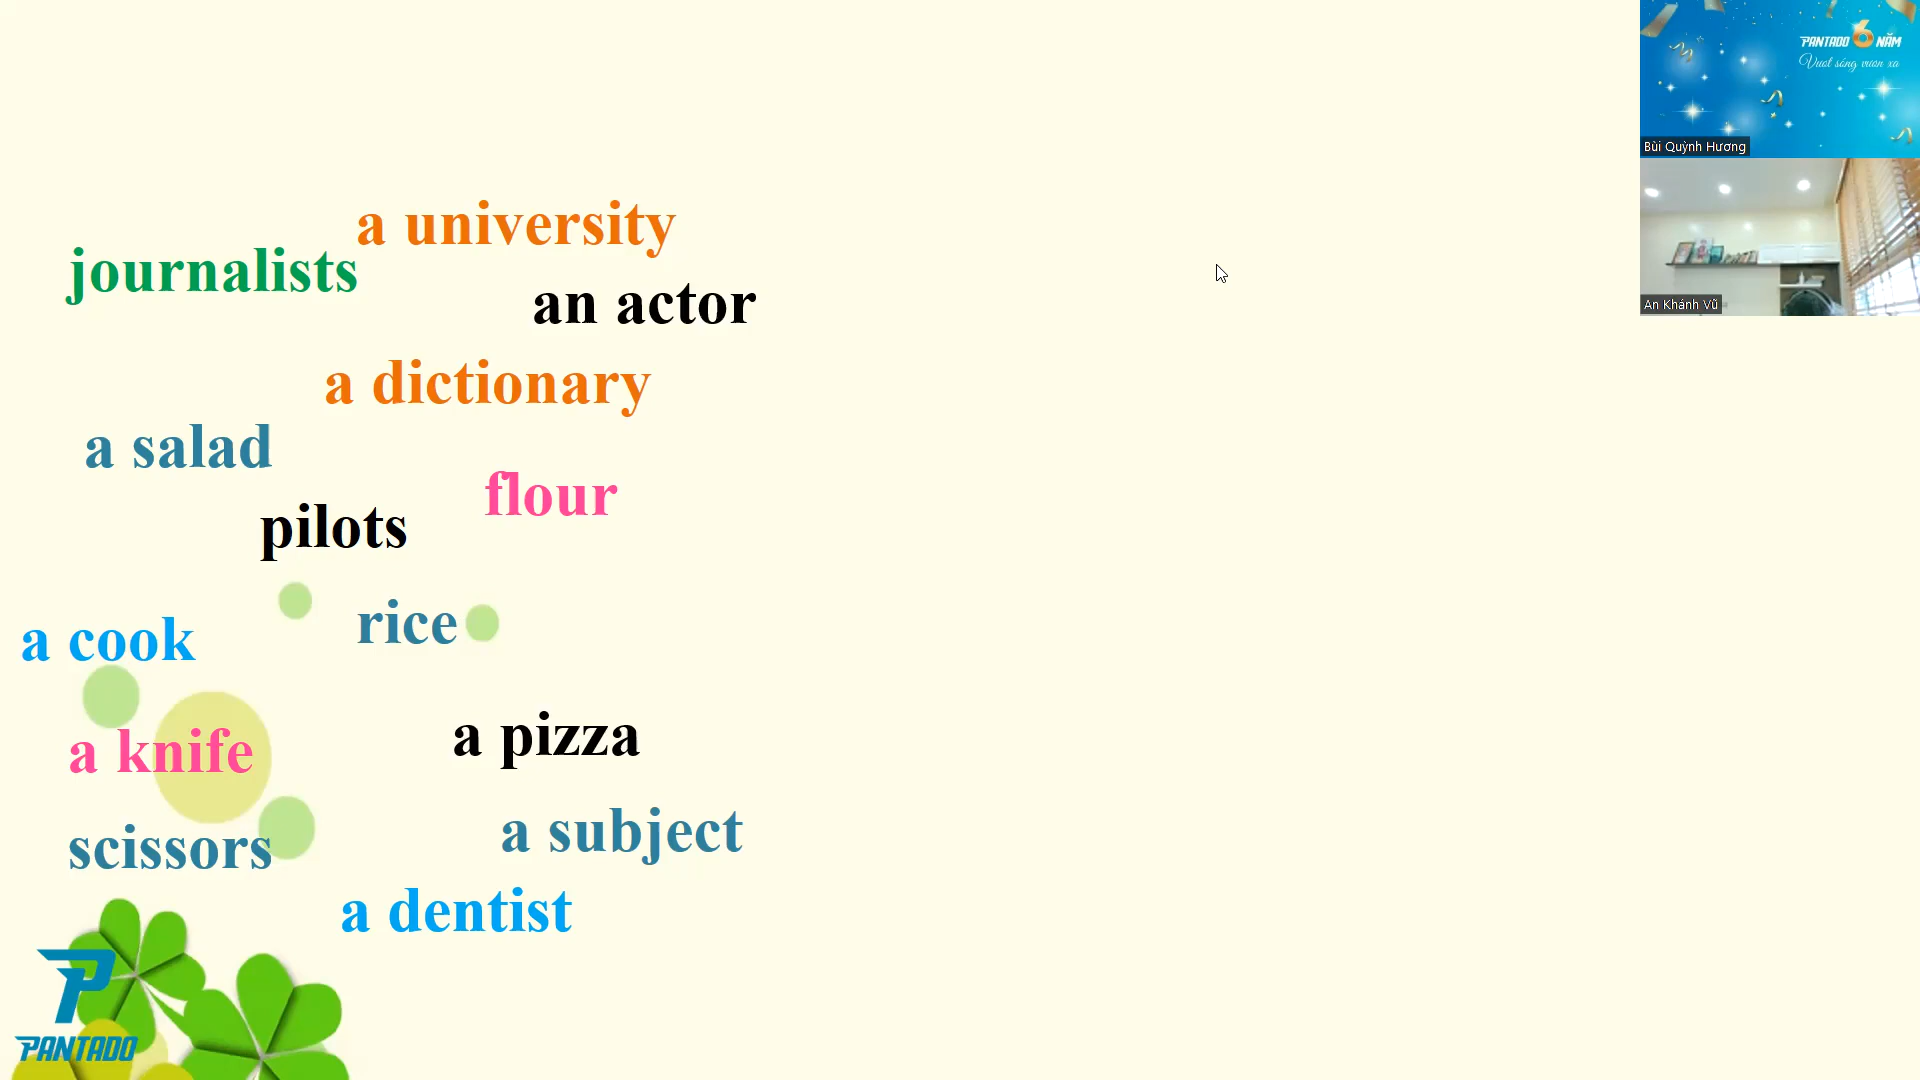 a university
journalists
an actor
a dictionary
a salad
flour
pilots
rice
a cook
a pizza
a knife
a subject
scissors
a dentist
PANTADO
PANTADO 6 NĂM
Vượt sóng vươn xa
Bùi Quỳnh Hương
An Khánh Vũ